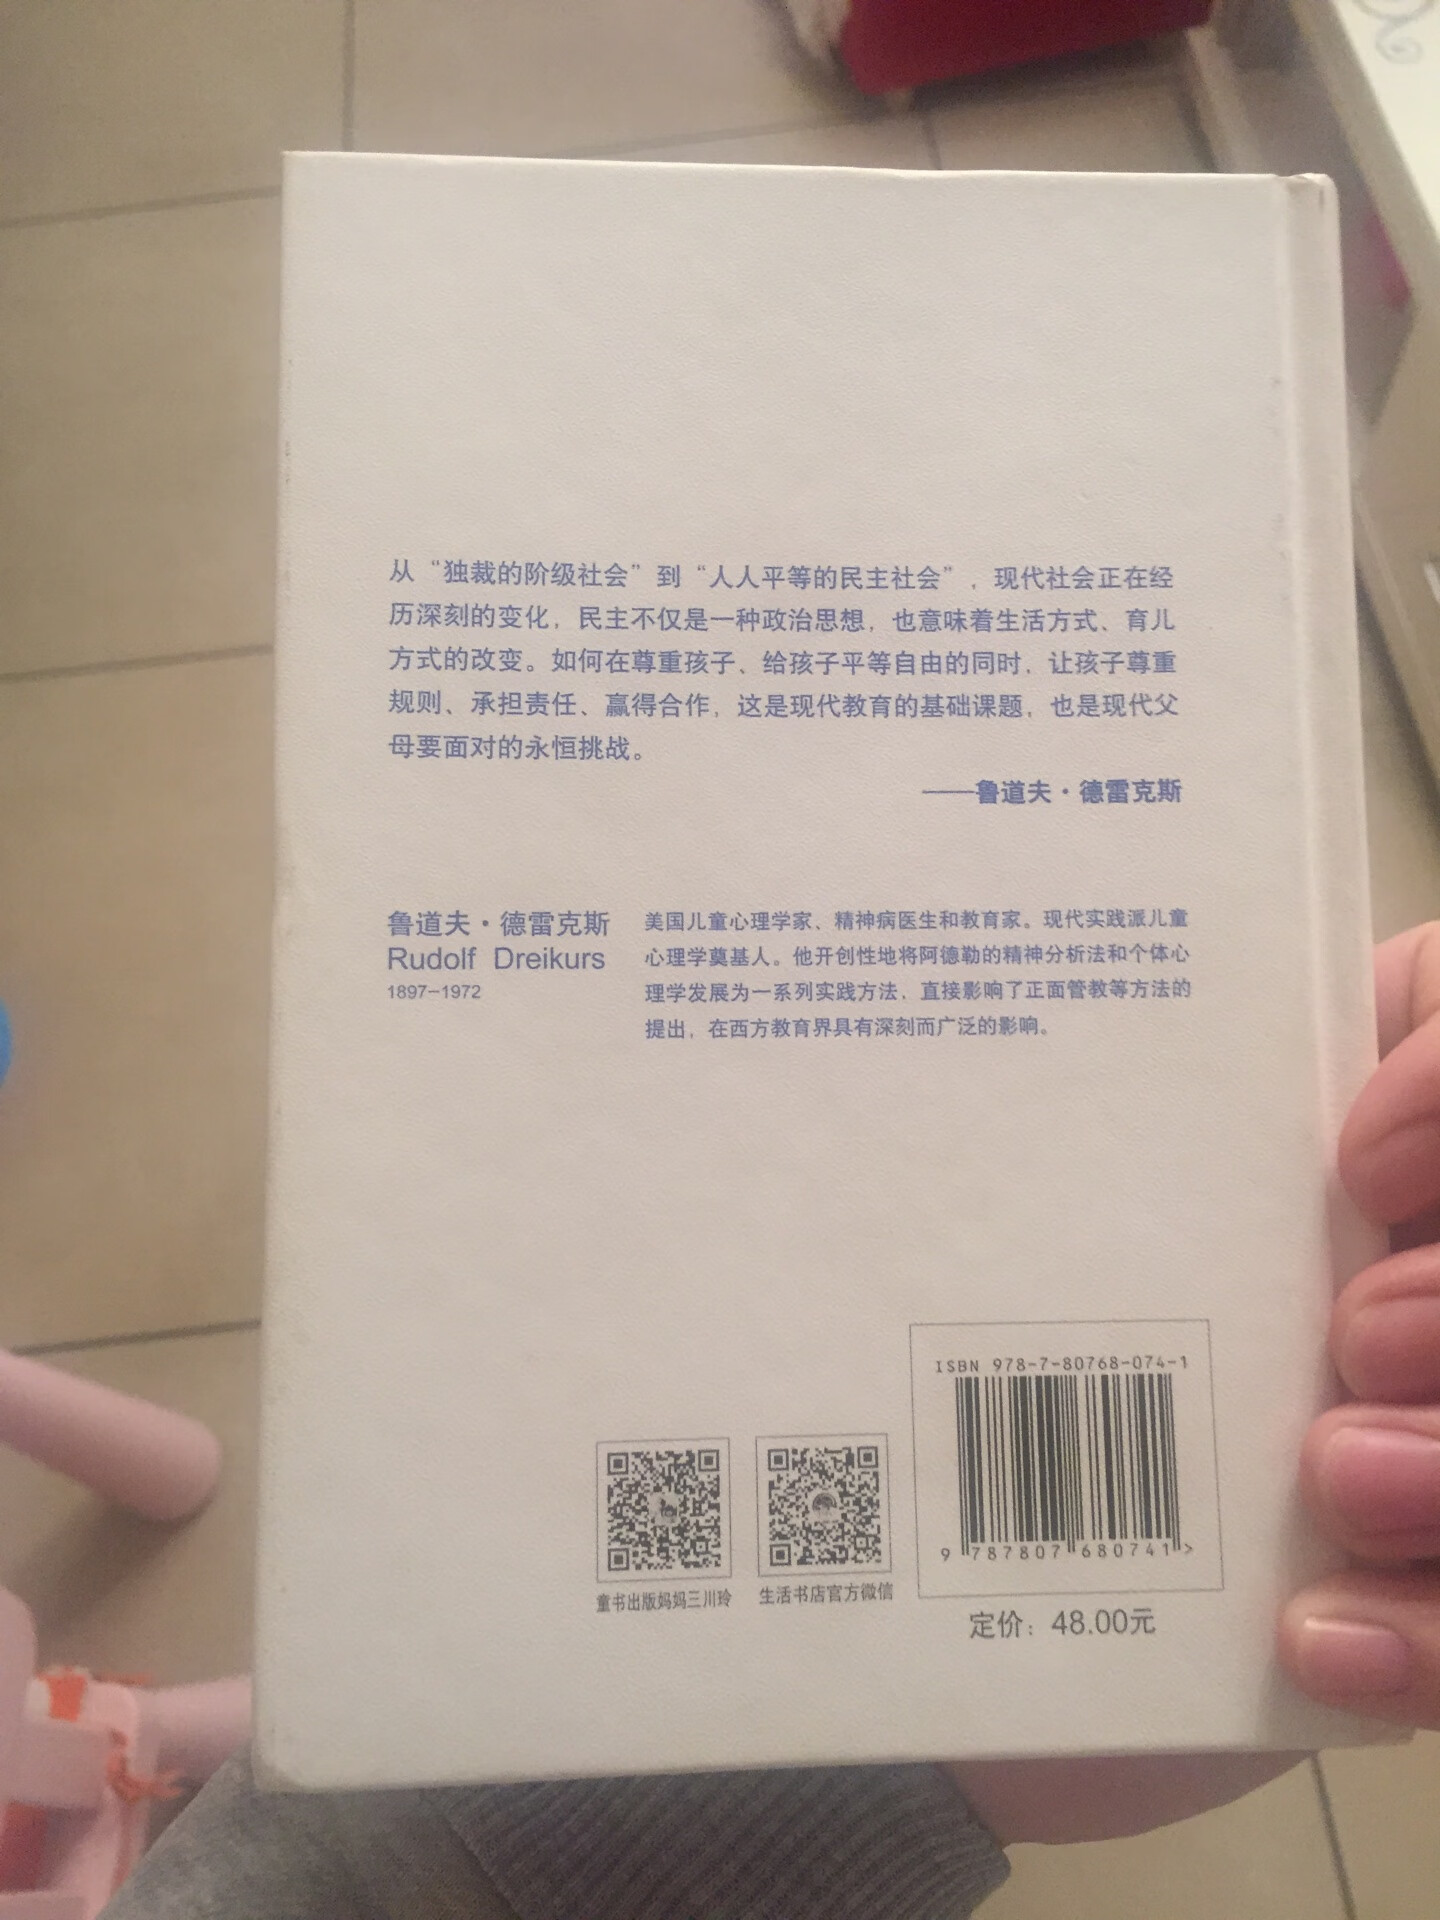 从“独裁的阶级社会”到“人人平等的民主社会”，现代社会正在经
历深刻的变化，民主不仅是一种政治思想，也意味着生活方式、育儿
方式的改变。如何在尊重孩子、给孩子平等自由的同时，让孩子尊重
规则、承担责任、赢得合作，这是现代教育的基础课题，也是现代父
母要面对的永恒挑战。
——鲁道夫·德雷克斯
鲁道夫·德雷克斯
Rudolf Dreikurs
1897-1972
美国儿童心理学家、精神病医生和教育家。现代实践派儿童
心理学奠基人。他开创性地将阿德勒的精神分析法和个体心
理学发展为一系列实践方法，直接影响了正面管教等方法的
提出，在西方教育界具有深刻而广泛的影响。
ISBN 978-7-80768-074-1
9 787807 680741 >
童书出版妈妈三川玲
生活书店官方微信
定价：48.00元